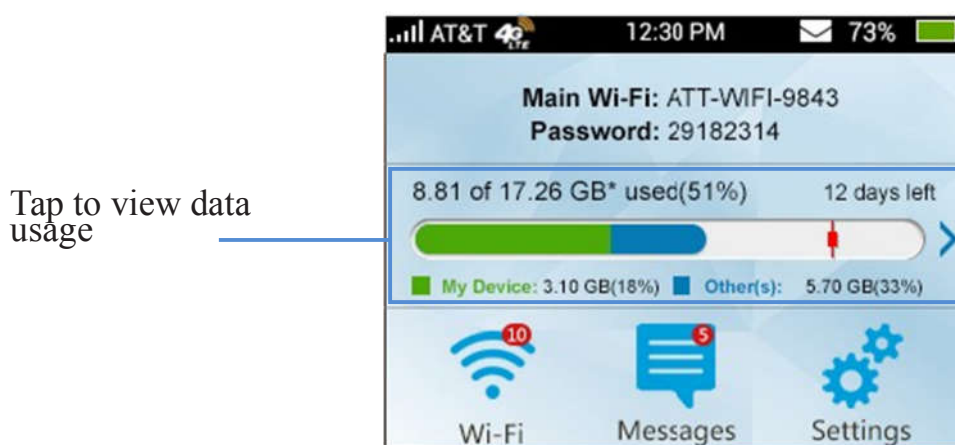 AT&T 4G LTE 12:30 PM 73%
Main Wi-Fi: ATT-WIFI-9843
Password: 29182314
8.81 of 17.26 GB* used(51%) 12 days left
Tap to view data
usage
My Device: 3.10 GB(18%) Other(s): 5.70 GB(33%)
10 5
Wi-Fi Messages Settings